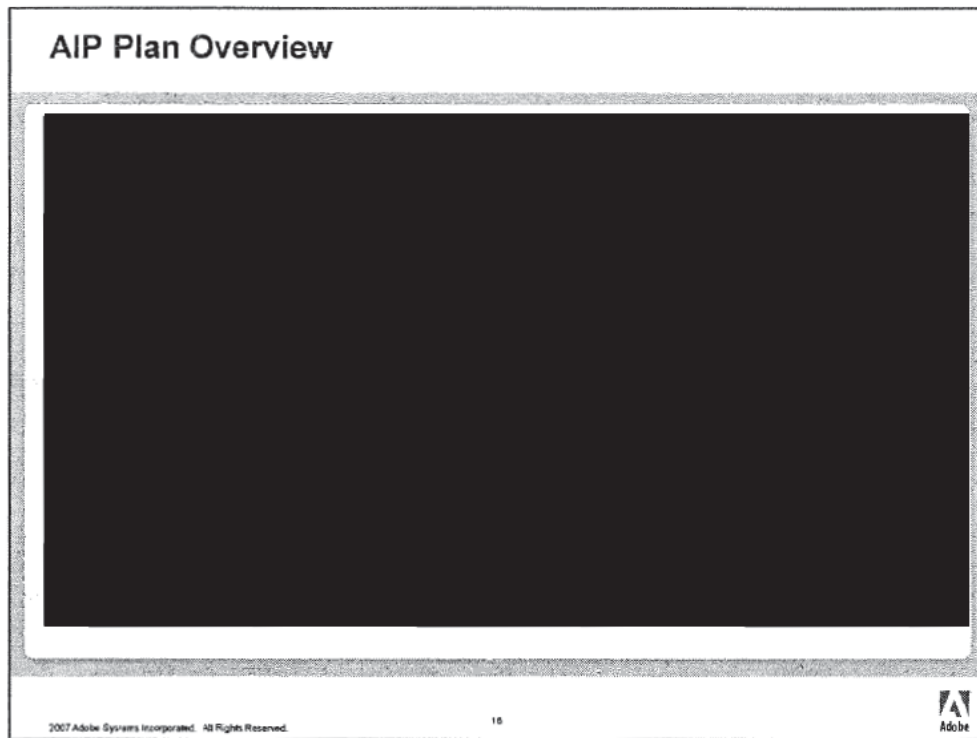 AIP Plan Overview
2007 Adobe Systems Incorporated. All Rights Reserved.
16
Adobe